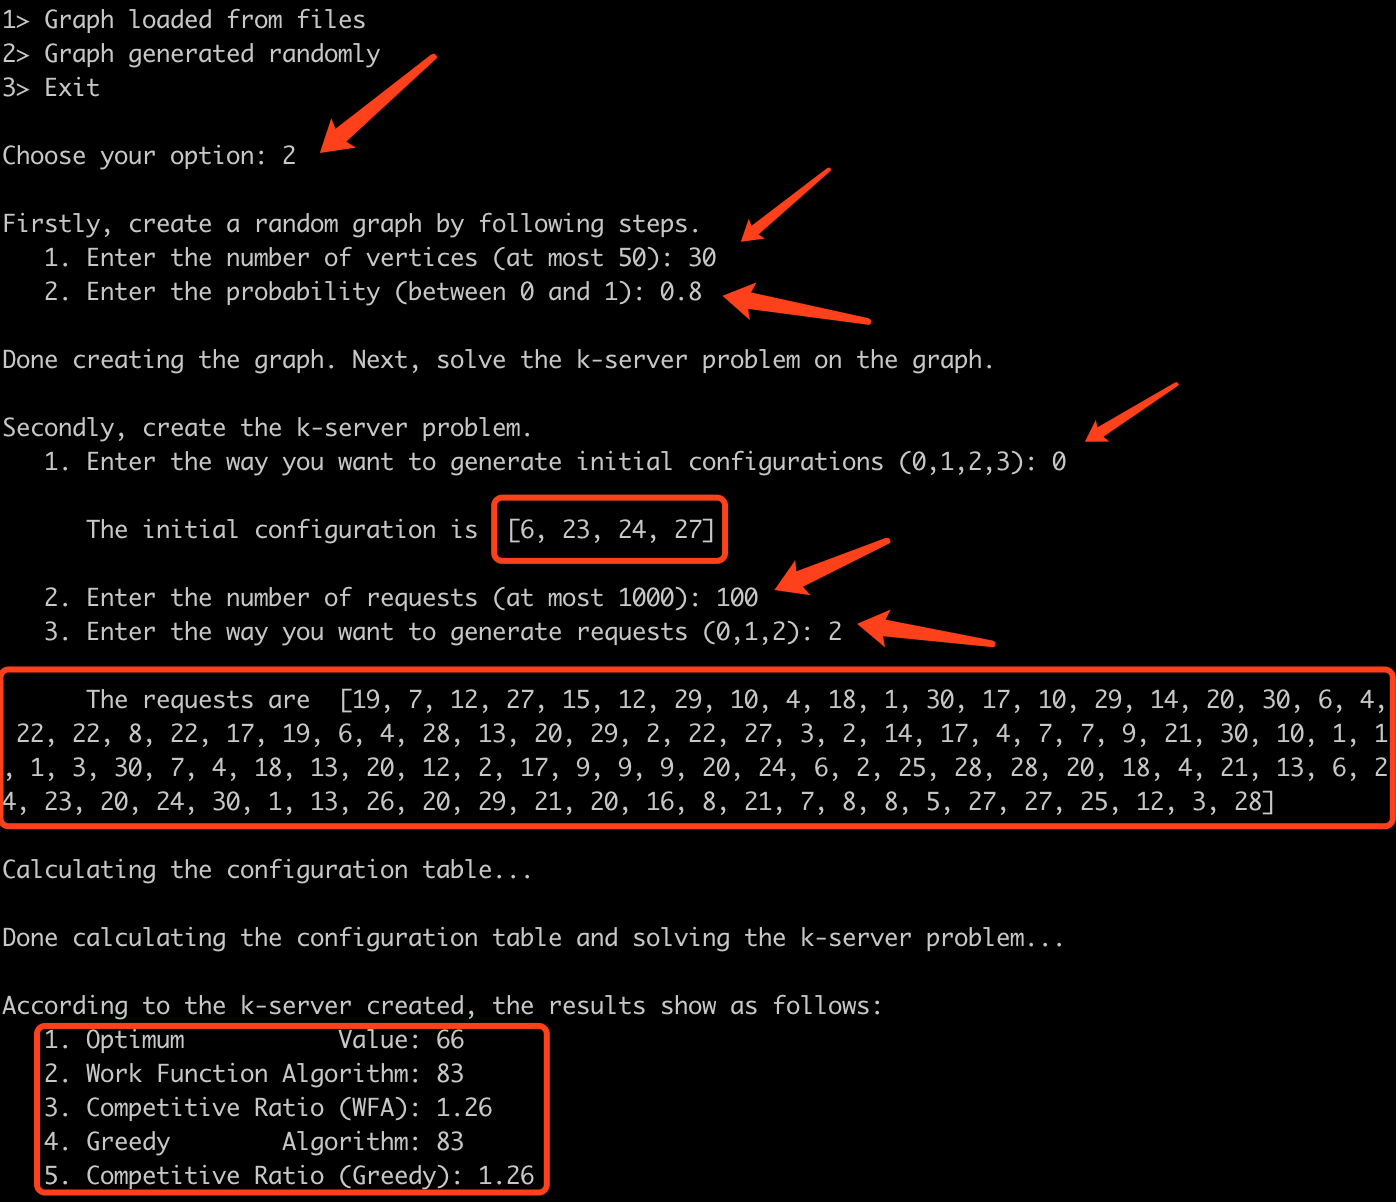 1> Graph loaded from files
2> Graph generated randomly
3> Exit
Choose your option: 2
Firstly, create a random graph by following steps.
1. Enter the number of vertices (at most 50): 30
2. Enter the probability (between 0 and 1): 0.8
Done creating the graph. Next, solve the k-server problem on the graph.
Secondly, create the k-server problem.
1. Enter the way you want to generate initial configurations (0,1,2,3): 0
The initial configuration is [6, 23, 24, 27]
2. Enter the number of requests (at most 1000): 100
3. Enter the way you want to generate requests (0,1,2): 2
The requests are [19, 7, 12, 27, 15, 12, 29, 10, 4, 18, 1, 30, 17, 10, 29, 14, 20, 30, 6, 4,
22, 22, 8, 22, 17, 19, 6, 4, 28, 13, 20, 29, 2, 22, 27, 3, 2, 14, 17, 4, 7, 7, 9, 21, 30, 10, 1, 1
, 1, 3, 30, 7, 4, 18, 13, 20, 12, 2, 17, 9, 9, 9, 20, 24, 6, 2, 25, 28, 28, 20, 18, 4, 21, 13, 6, 2
4, 23, 20, 24, 30, 1, 13, 26, 20, 29, 21, 20, 16, 8, 21, 7, 8, 8, 5, 27, 27, 25, 12, 3, 28]
Calculating the configuration table...
Done calculating the configuration table and solving the k-server problem...
According to the k-server created, the results show as follows:
1. Optimum Value: 66
2. Work Function Algorithm: 83
3. Competitive Ratio (WFA): 1.26
4. Greedy Algorithm: 83
5. Competitive Ratio (Greedy): 1.26